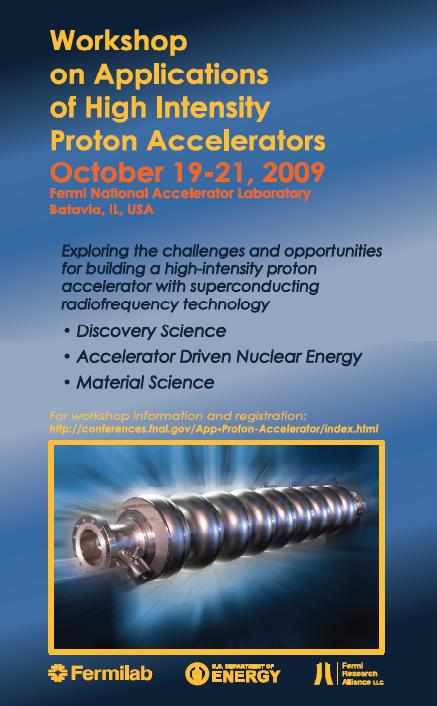 Workshop
on Applications
of High Intensity
Proton Accelerators
October 19-21, 2009
Fermi National Accelerator Laboratory
Batavia, IL, USA
Exploring the challenges and opportunities
for building a high-intensity proton
accelerator with superconducting
radiofrequency technology
• Discovery Science
• Accelerator Driven Nuclear Energy
• Material Science
For workshop information and registration:
http://conferences.fnal.gov/App-Proton-Accelerator/index.html
Fermilab
U.S. DEPARTMENT OF
ENERGY
Fermi
Research
Alliance LLC